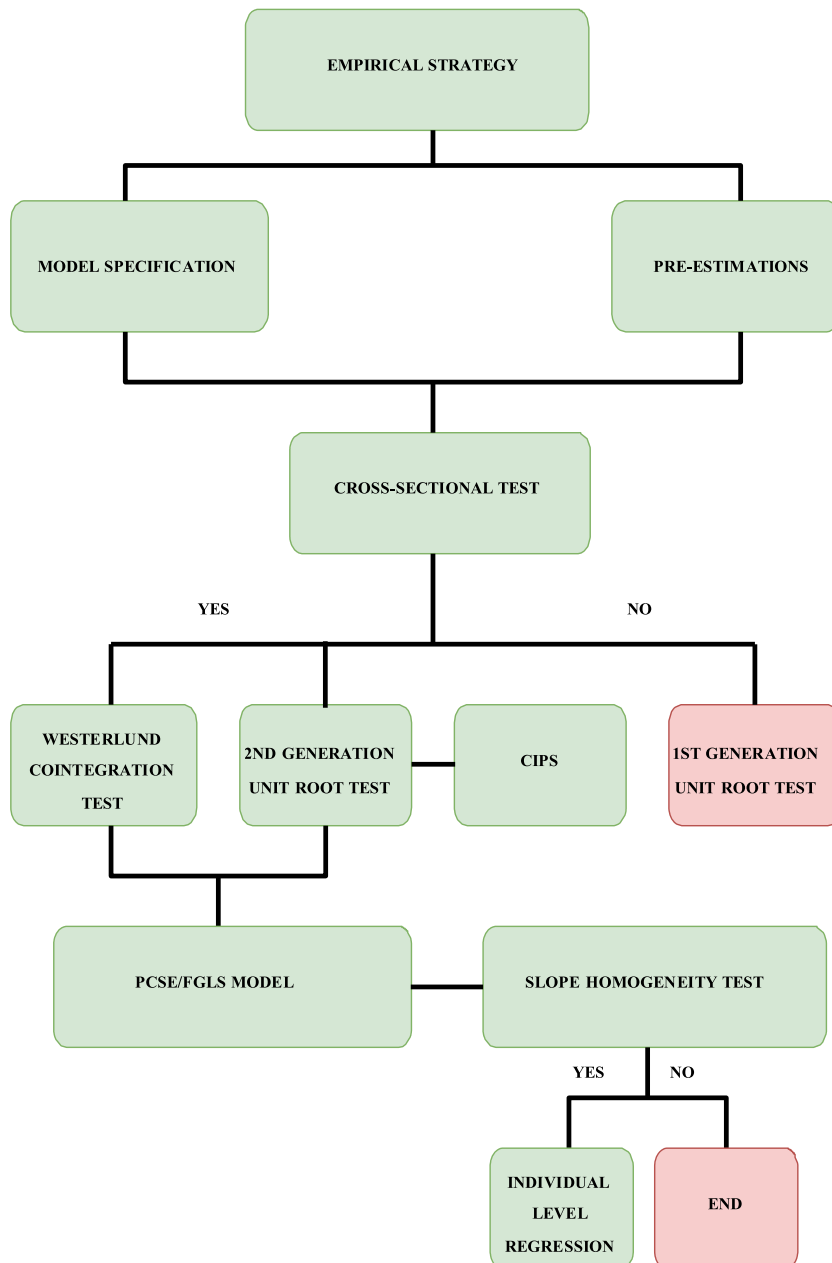 EMPIRICAL STRATEGY
MODEL SPECIFICATION
PRE-ESTIMATIONS
CROSS-SECTIONAL TEST
YES
NO
WESTERLUND
COINTEGRATION
TEST
2ND GENERATION
UNIT ROOT TEST
CIPS
1ST GENERATION
UNIT ROOT TEST
PCSE/FGLS MODEL
SLOPE HOMOGENEITY TEST
YES
NO
INDIVIDUAL
LEVEL
REGRESSION
END